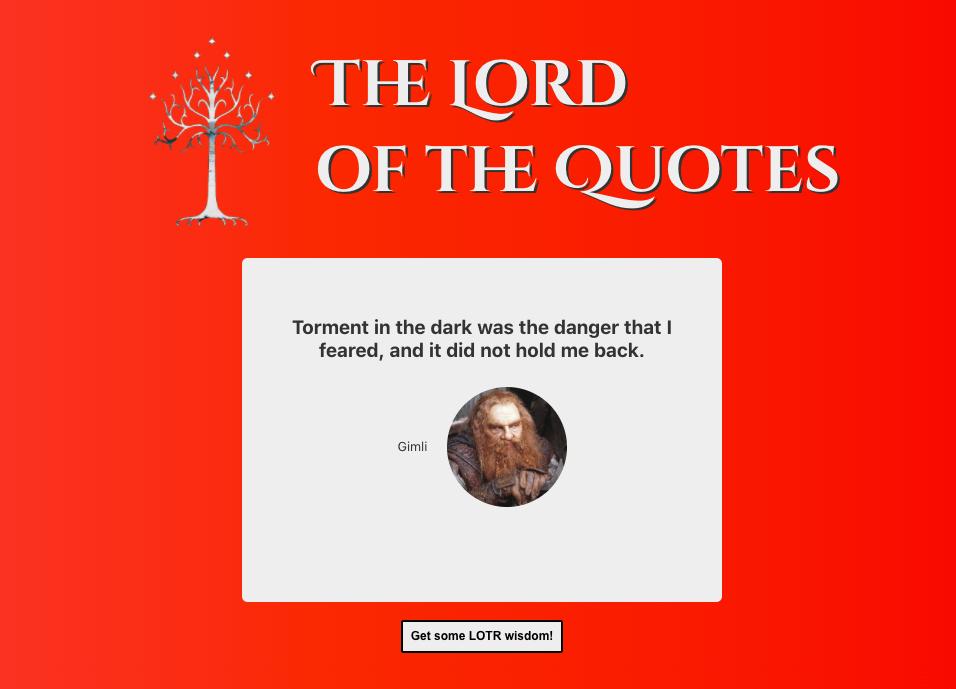 The Lord
of the Quotes
Torment in the dark was the danger that I
feared, and it did not hold me back.
Gimli
Get some LOTR wisdom!